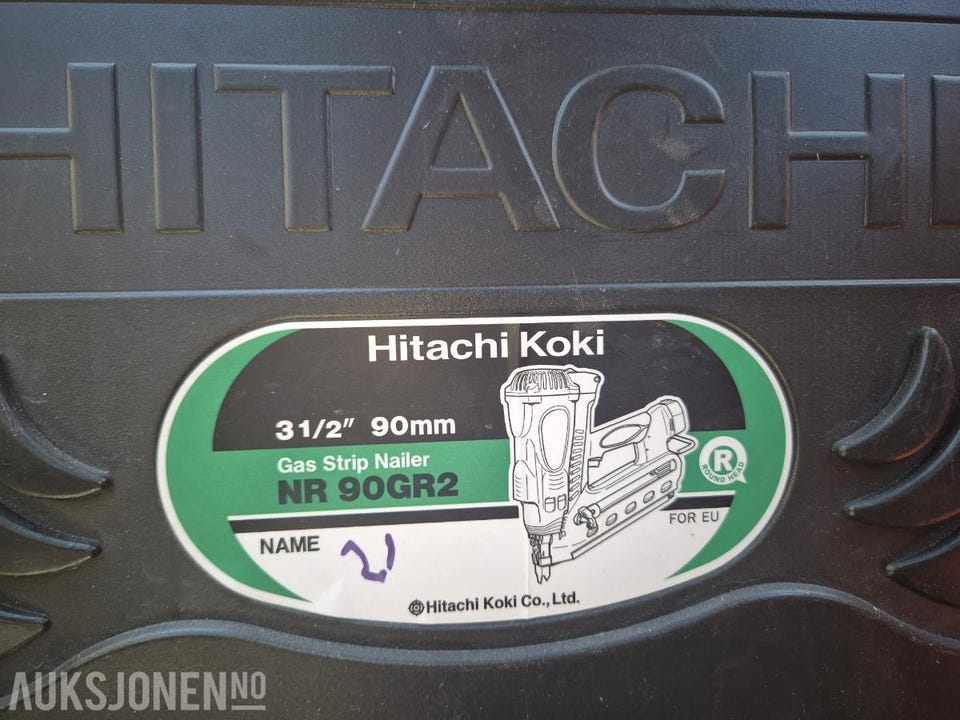 HITACHI
Hitachi Koki
3 1/2" 90mm
Gas Strip Nailer
NR 90GR2
R
ROUND HEAD
FOR EU
NAME 21
Hitachi Koki Co., Ltd.
AUKSJONEN NO